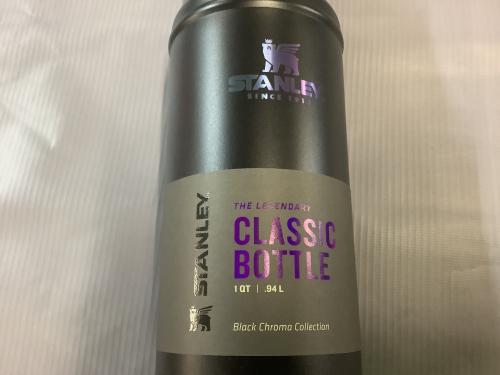 STANLEY
SINCE 1913
THE LEGENDARY
CLASSIC
BOTTLE
1 QT | .94 L
Black Chroma Collection
STANLEY